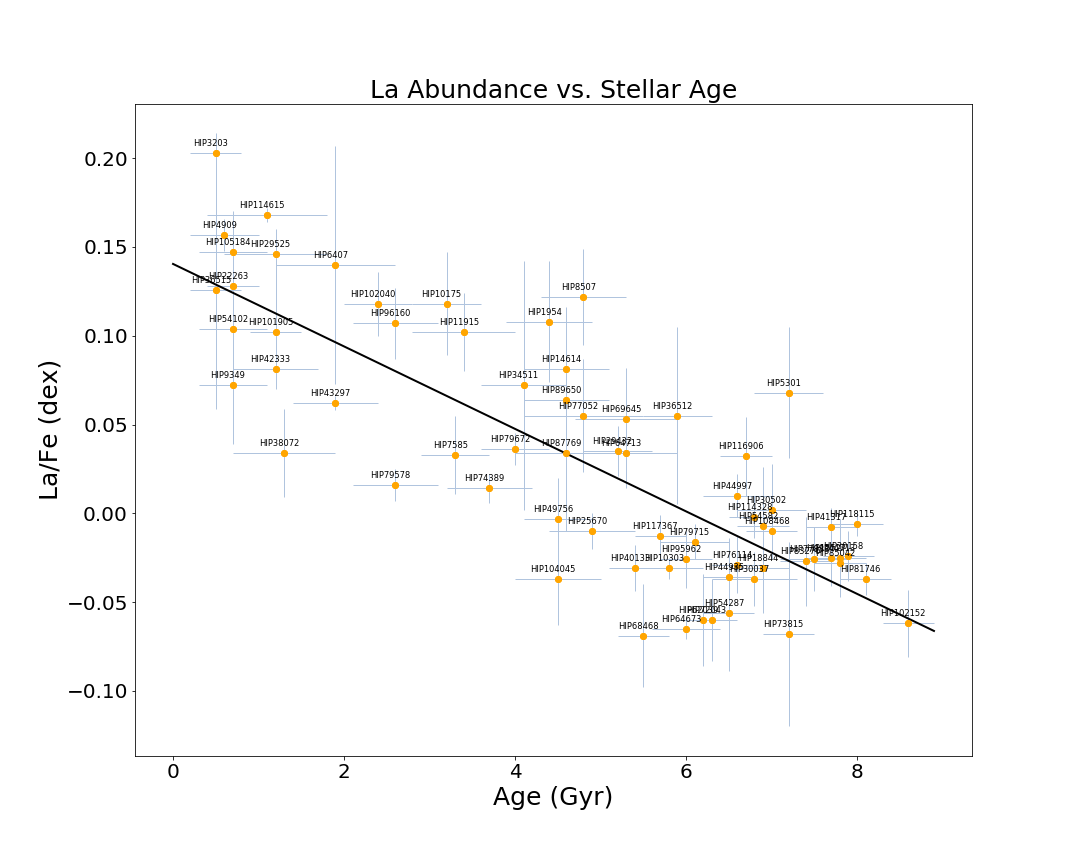 La Abundance vs. Stellar Age
La/Fe (dex)
0.20
0.15
0.10
0.05
0.00
−0.05
−0.10
HIP3203
HIP114615
HIP4909
HIP105184
HIP29525
HIP6407
HIP22263
HIP54102
HIP101905
HIP42333
HIP9349
HIP43297
HIP38072
HIP102040
HIP96160
HIP10175
HIP11915
HIP8507
HIP1954
HIP14614
HIP34511
HIP89650
HIP77052
HIP69645
HIP36512
HIP5301
HIP7585
HIP79672
HIP87769
HIP79578
HIP74389
HIP116906
HIP44997
HIP30502
HIP114328
HIP108468
HIP118115
HIP49756
HIP25670
HIP117367
HIP79715
HIP95962
HIP10303
HIP104045
HIP76114
HIP18844
HIP30037
HIP81746
HIP54287
HIP64673
HIP68468
HIP73815
HIP102152
0
2
4
6
8
Age (Gyr)